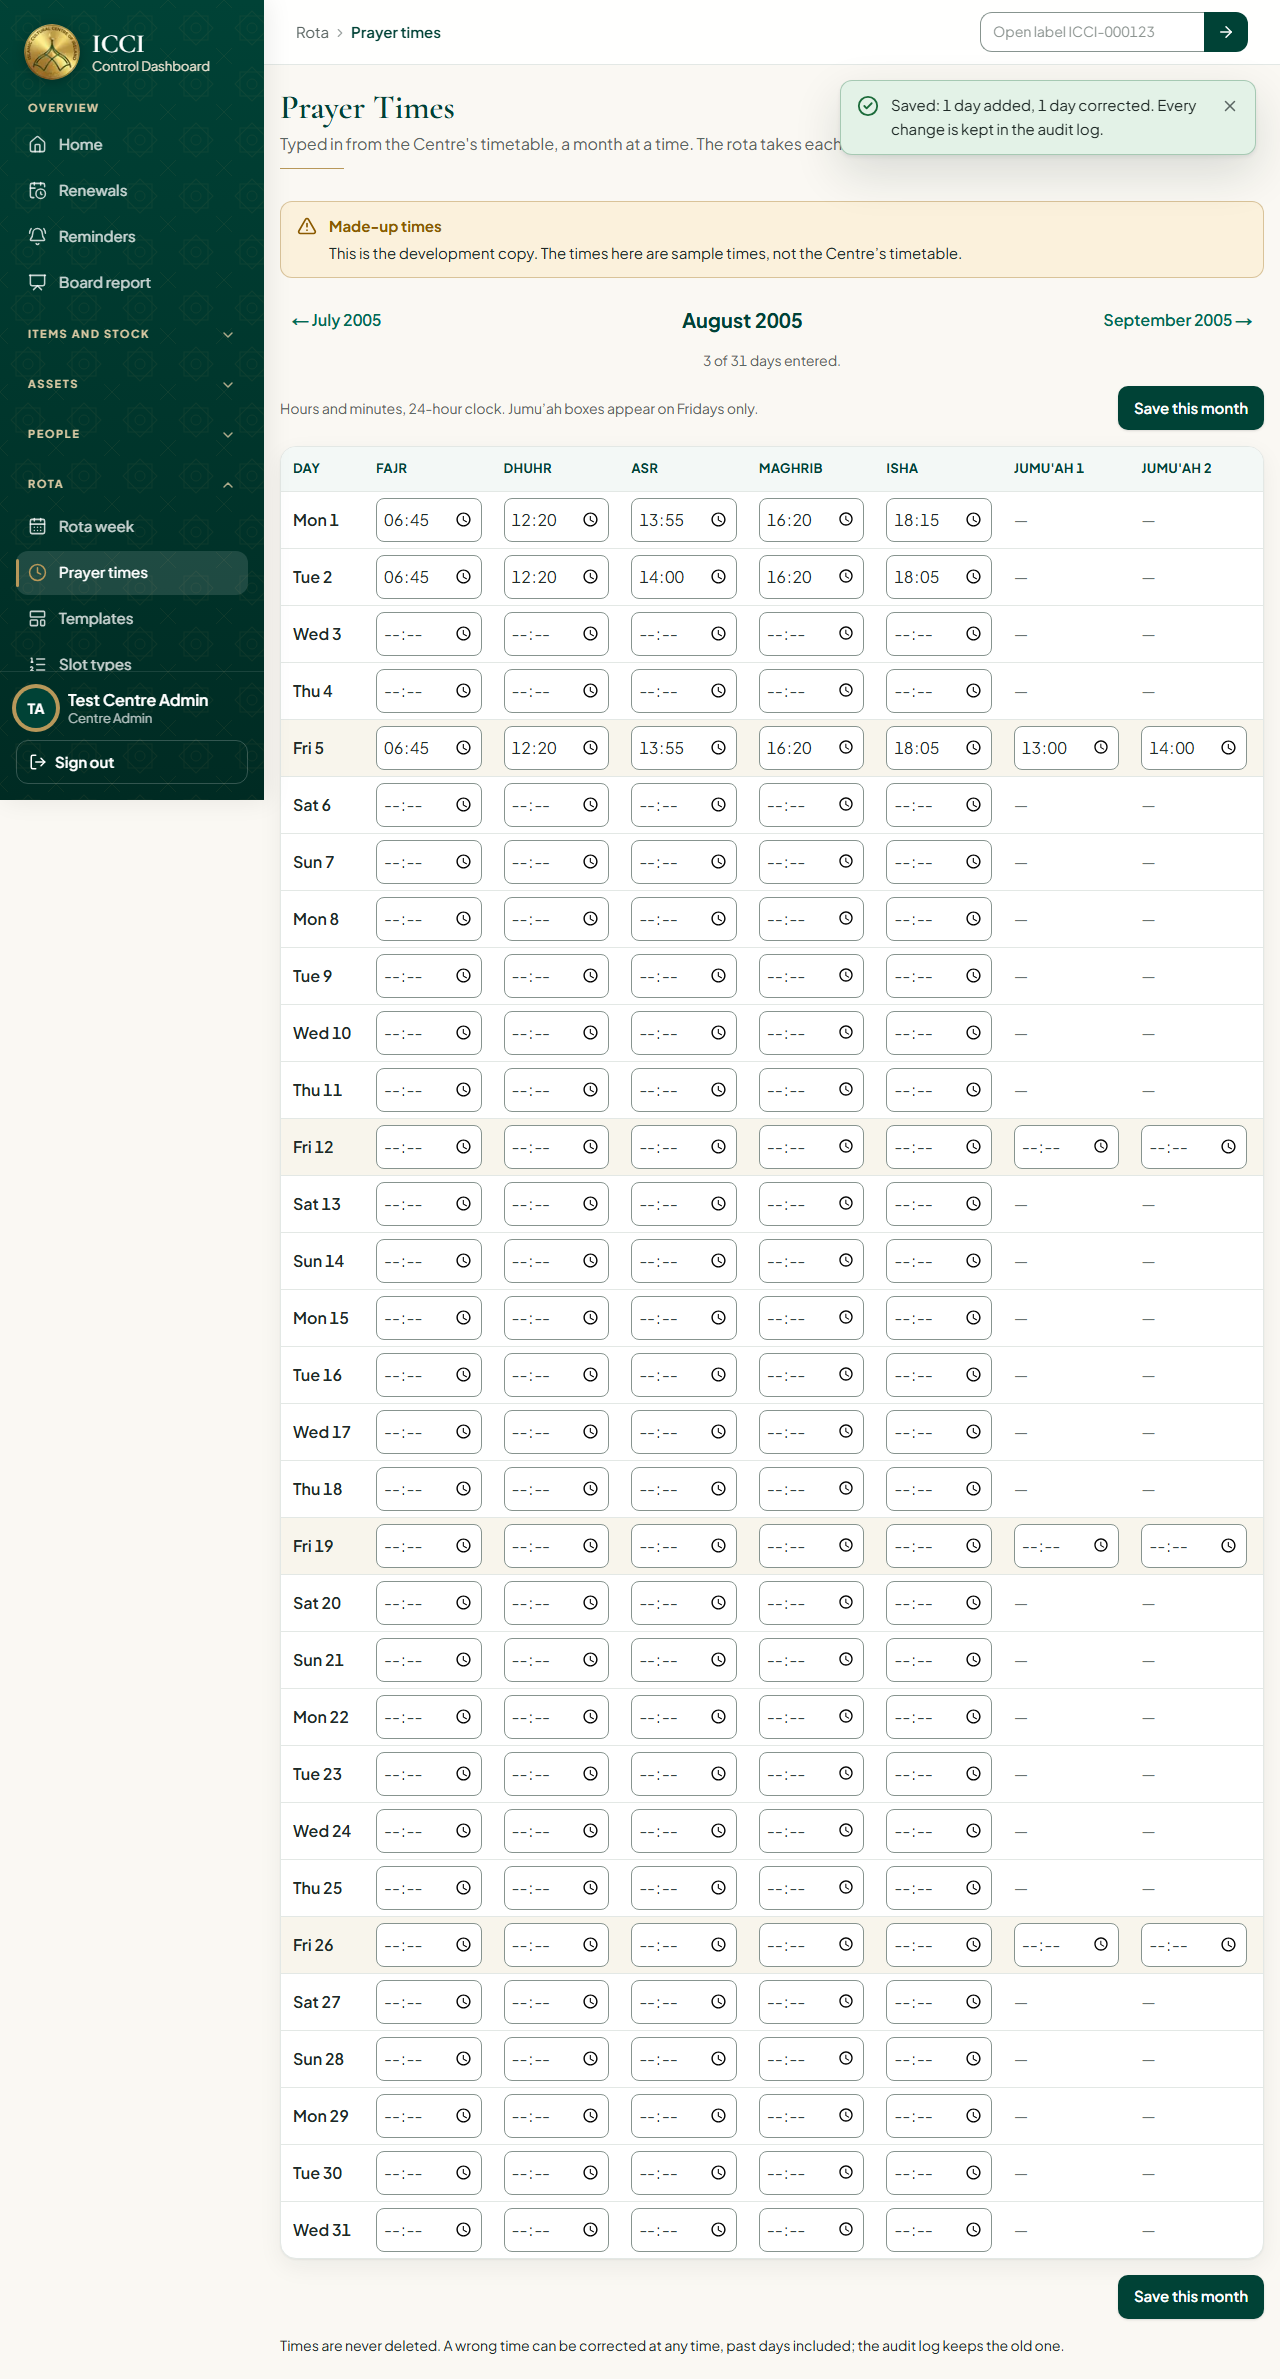 ICCI
Control Dashboard
OVERVIEW
Home
Renewals
Reminders
Board report
ITEMS AND STOCK
ASSETS
PEOPLE
ROTA
Rota week
Prayer times
Templates
Slot types
TA
Test Centre Admin
Centre Admin
Sign out
Rota > Prayer times
Open label ICCI-000123
Prayer Times
Typed in from the Centre's timetable, a month at a time. The rota takes each
Saved: 1 day added, 1 day corrected. Every
change is kept in the audit log.
Made-up times
This is the development copy. The times here are sample times, not the Centre's timetable.
← July 2005 August 2005 September 2005 →
3 of 31 days entered.
Hours and minutes, 24-hour clock. Jumu'ah boxes appear on Fridays only.
Save this month
DAY FAJR DHUHR ASR MAGHRIB ISHA JUMU'AH 1 JUMU'AH 2
Mon 1 06:45 12:20 13:55 16:20 18:15 — —
Tue 2 06:45 12:20 14:00 16:20 18:05 — —
Wed 3 --:-- --:-- --:-- --:-- --:-- — —
Thu 4 --:-- --:-- --:-- --:-- --:-- — —
Fri 5 06:45 12:20 13:55 16:20 18:05 13:00 14:00
Sat 6 --:-- --:-- --:-- --:-- --:-- — —
Sun 7 --:-- --:-- --:-- --:-- --:-- — —
Mon 8 --:-- --:-- --:-- --:-- --:-- — —
Tue 9 --:-- --:-- --:-- --:-- --:-- — —
Wed 10 --:-- --:-- --:-- --:-- --:-- — —
Thu 11 --:-- --:-- --:-- --:-- --:-- — —
Fri 12 --:-- --:-- --:-- --:-- --:-- --:-- --:--
Sat 13 --:-- --:-- --:-- --:-- --:-- — —
Sun 14 --:-- --:-- --:-- --:-- --:-- — —
Mon 15 --:-- --:-- --:-- --:-- --:-- — —
Tue 16 --:-- --:-- --:-- --:-- --:-- — —
Wed 17 --:-- --:-- --:-- --:-- --:-- — —
Thu 18 --:-- --:-- --:-- --:-- --:-- — —
Fri 19 --:-- --:-- --:-- --:-- --:-- --:-- --:--
Sat 20 --:-- --:-- --:-- --:-- --:-- — —
Sun 21 --:-- --:-- --:-- --:-- --:-- — —
Mon 22 --:-- --:-- --:-- --:-- --:-- — —
Tue 23 --:-- --:-- --:-- --:-- --:-- — —
Wed 24 --:-- --:-- --:-- --:-- --:-- — —
Thu 25 --:-- --:-- --:-- --:-- --:-- — —
Fri 26 --:-- --:-- --:-- --:-- --:-- --:-- --:--
Sat 27 --:-- --:-- --:-- --:-- --:-- — —
Sun 28 --:-- --:-- --:-- --:-- --:-- — —
Mon 29 --:-- --:-- --:-- --:-- --:-- — —
Tue 30 --:-- --:-- --:-- --:-- --:-- — —
Wed 31 --:-- --:-- --:-- --:-- --:-- — —
Save this month
Times are never deleted. A wrong time can be corrected at any time, past days included; the audit log keeps the old one.